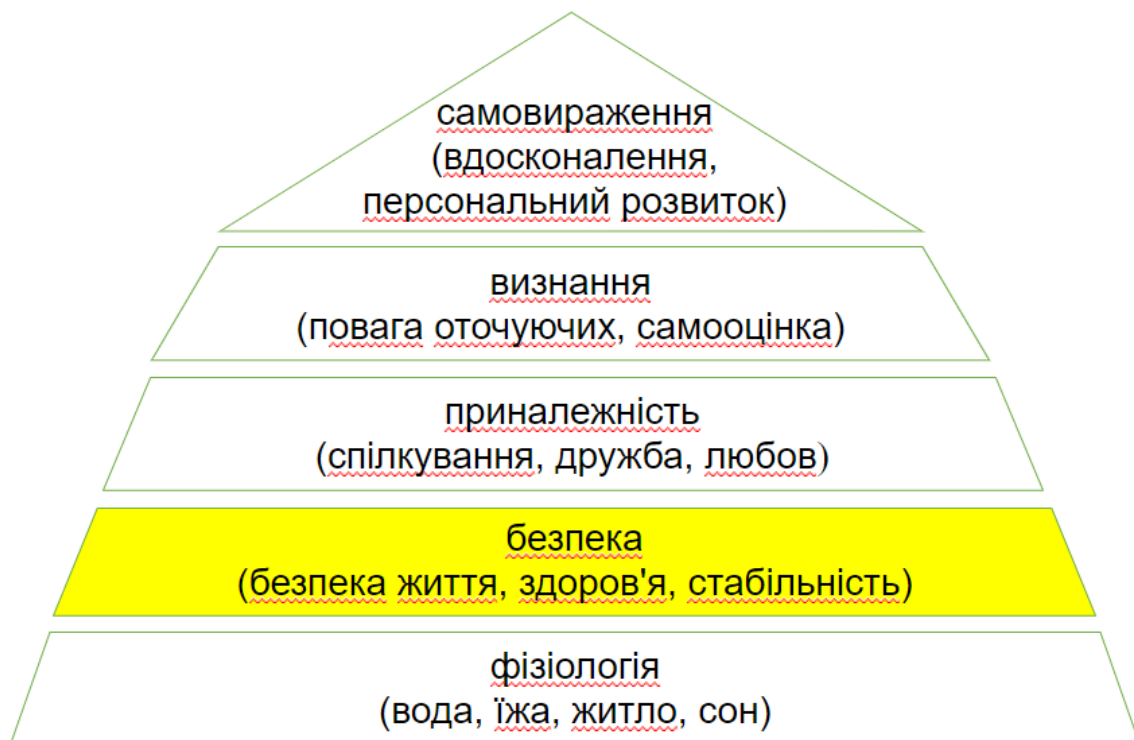 самовираження
(вдосконалення,
персональний розвиток)
визнання
(повага оточуючих, самооцінка)
приналежність
(спілкування, дружба, любов)
безпека
(безпека життя, здоров'я, стабільність)
фізіологія
(вода, їжа, житло, сон)